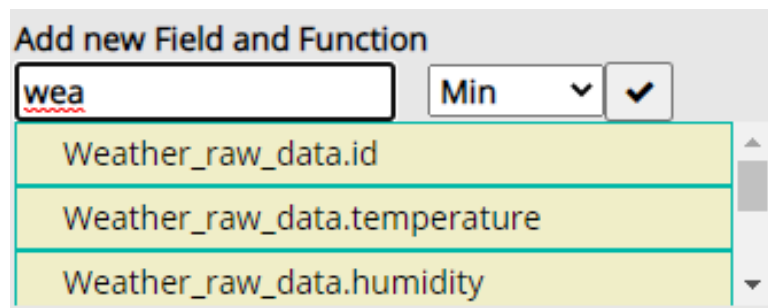 Add new Field and Function
wea Min
Weather_raw_data.id
Weather_raw_data.temperature
Weather_raw_data.humidity